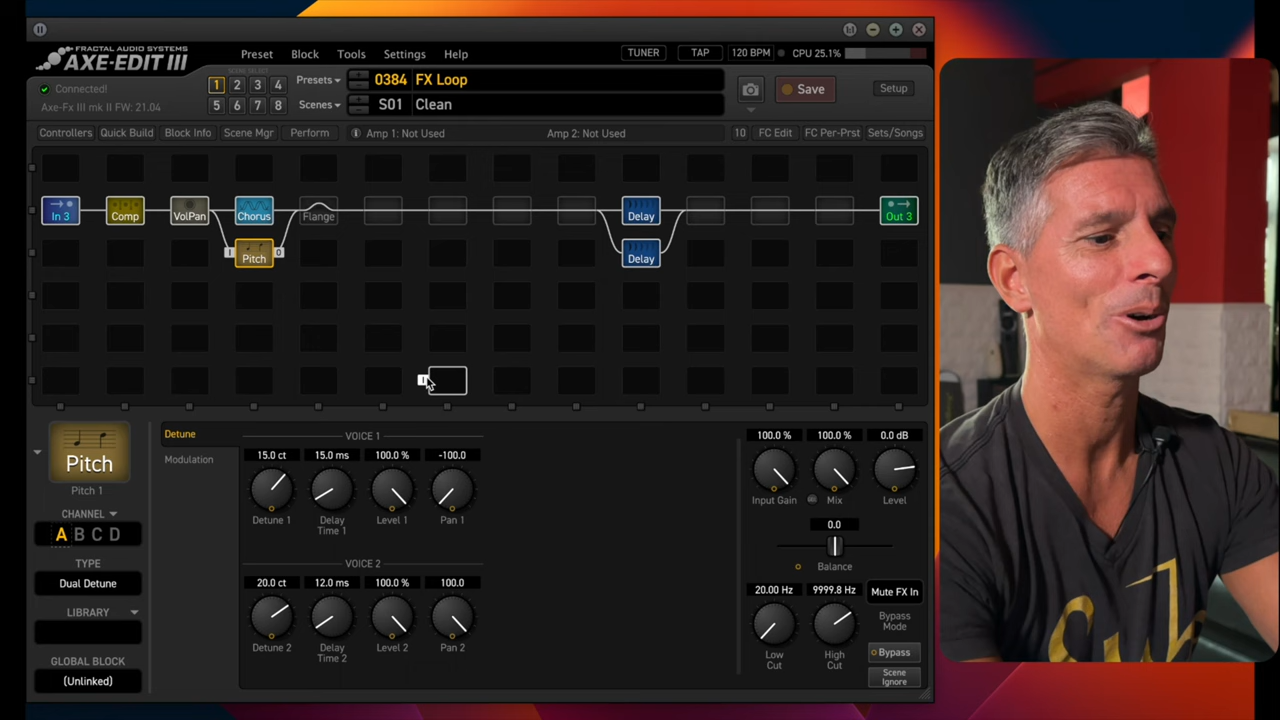 FRACTAL AUDIO SYSTEMS
AXE-EDIT III
Preset Block Tools Settings Help
TUNER TAP 120 BPM CPU 25.1%
Connected!
Axe-Fx III mk II FW: 21.04
SCENE SELECT
1 2 3 4
5 6 7 8
Presets 0384 FX Loop
Scenes S01 Clean
Save
Setup
Controllers Quick Build Block Info Scene Mgr Perform Amp 1: Not Used Amp 2: Not Used 10 FC Edit FC Per-Prst Sets/Songs
In 3 Comp VolPan Chorus Flange Delay Out 3
I Pitch O Delay
I
Pitch
Pitch 1
CHANNEL
A B C D
TYPE
Dual Detune
LIBRARY
GLOBAL BLOCK
(Unlinked)
Detune
Modulation
VOICE 1
15.0 ct 15.0 ms 100.0 % -100.0
Detune 1 Delay Time 1 Level 1 Pan 1
VOICE 2
20.0 ct 12.0 ms 100.0 % 100.0
Detune 2 Delay Time 2 Level 2 Pan 2
100.0 % 100.0 % 0.0 dB
Input Gain Mix Level
0.0
Balance
20.00 Hz 9999.8 Hz Mute FX In
Low Cut High Cut Bypass Mode
Bypass
Scene Ignore